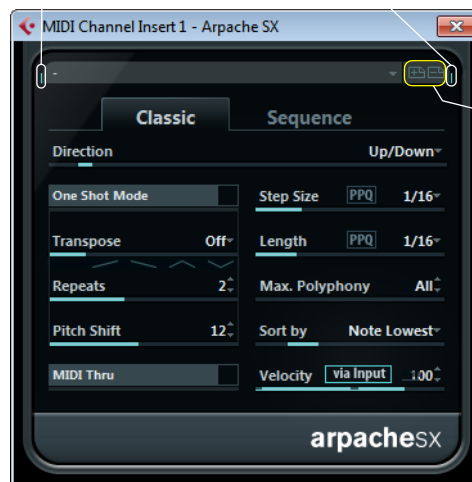 MIDI Channel Insert 1 - Arpache SX
-
Classic Sequence
Direction Up/Down
One Shot Mode Step Size PPQ 1/16
Transpose Off Length PPQ 1/16
Repeats 2 Max. Polyphony All
Pitch Shift 12 Sort by Note Lowest
MIDI Thru Velocity via Input 100
arpacheSX